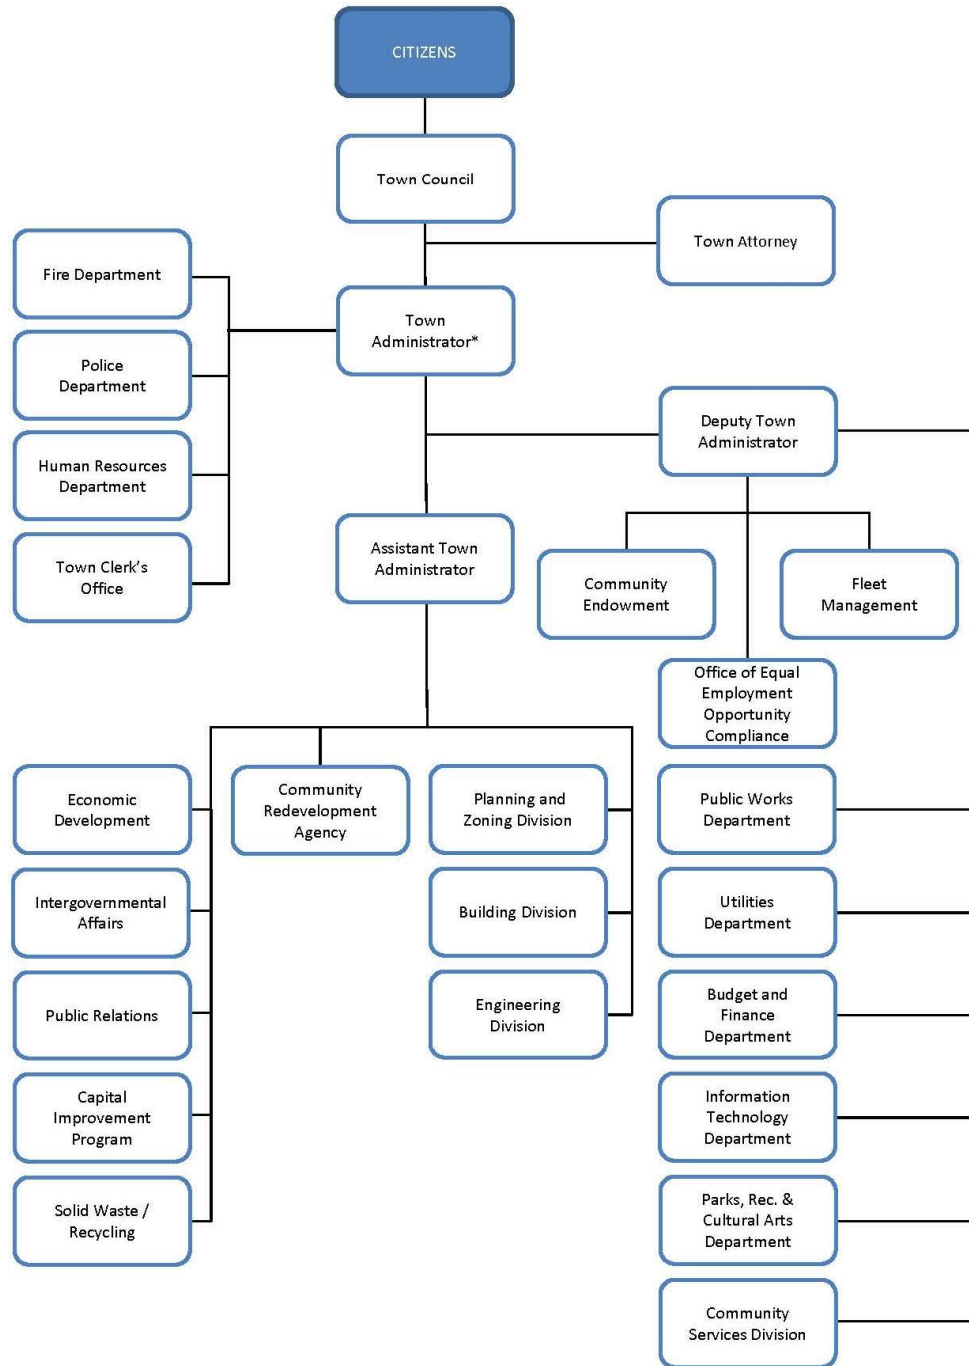 CITIZENS
Town Council
Town Attorney
Fire Department
Town
Administrator*
Police
Department
Deputy Town
Administrator
Human Resources
Department
Assistant Town
Administrator
Town Clerk's
Office
Community
Endowment
Fleet
Management
Office of Equal
Employment
Opportunity
Compliance
Economic
Development
Community
Redevelopment
Agency
Planning and
Zoning Division
Public Works
Department
Intergovernmental
Affairs
Building Division
Utilities
Department
Public Relations
Engineering
Division
Budget and
Finance
Department
Capital
Improvement
Program
Information
Technology
Department
Solid Waste /
Recycling
Parks, Rec. &
Cultural Arts
Department
Community
Services Division